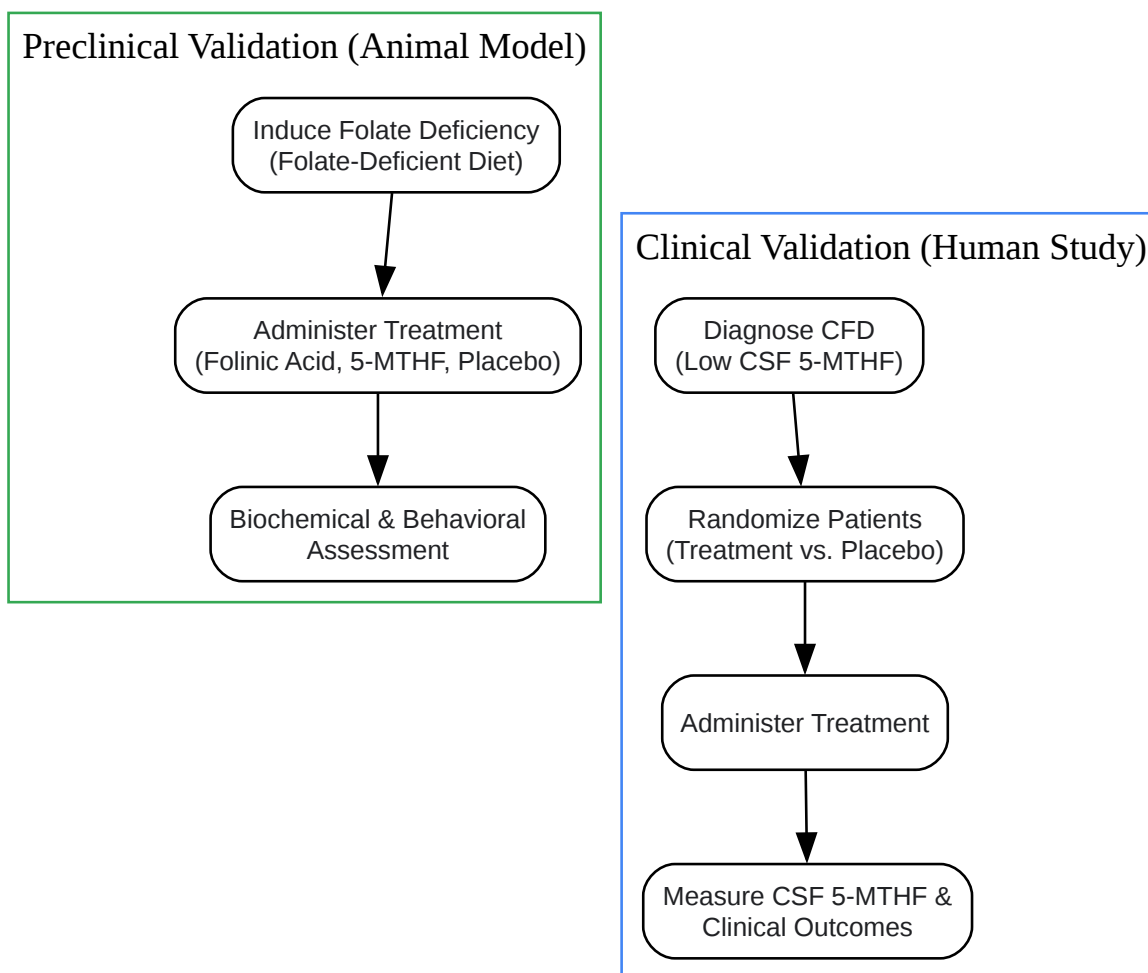 Preclinical Validation (Animal Model)
Induce Folate Deficiency
(Folate-Deficient Diet)
Administer Treatment
(Folinic Acid, 5-MTHF, Placebo)
Biochemical & Behavioral
Assessment
Clinical Validation (Human Study)
Diagnose CFD
(Low CSF 5-MTHF)
Randomize Patients
(Treatment vs. Placebo)
Administer Treatment
Measure CSF 5-MTHF &
Clinical Outcomes